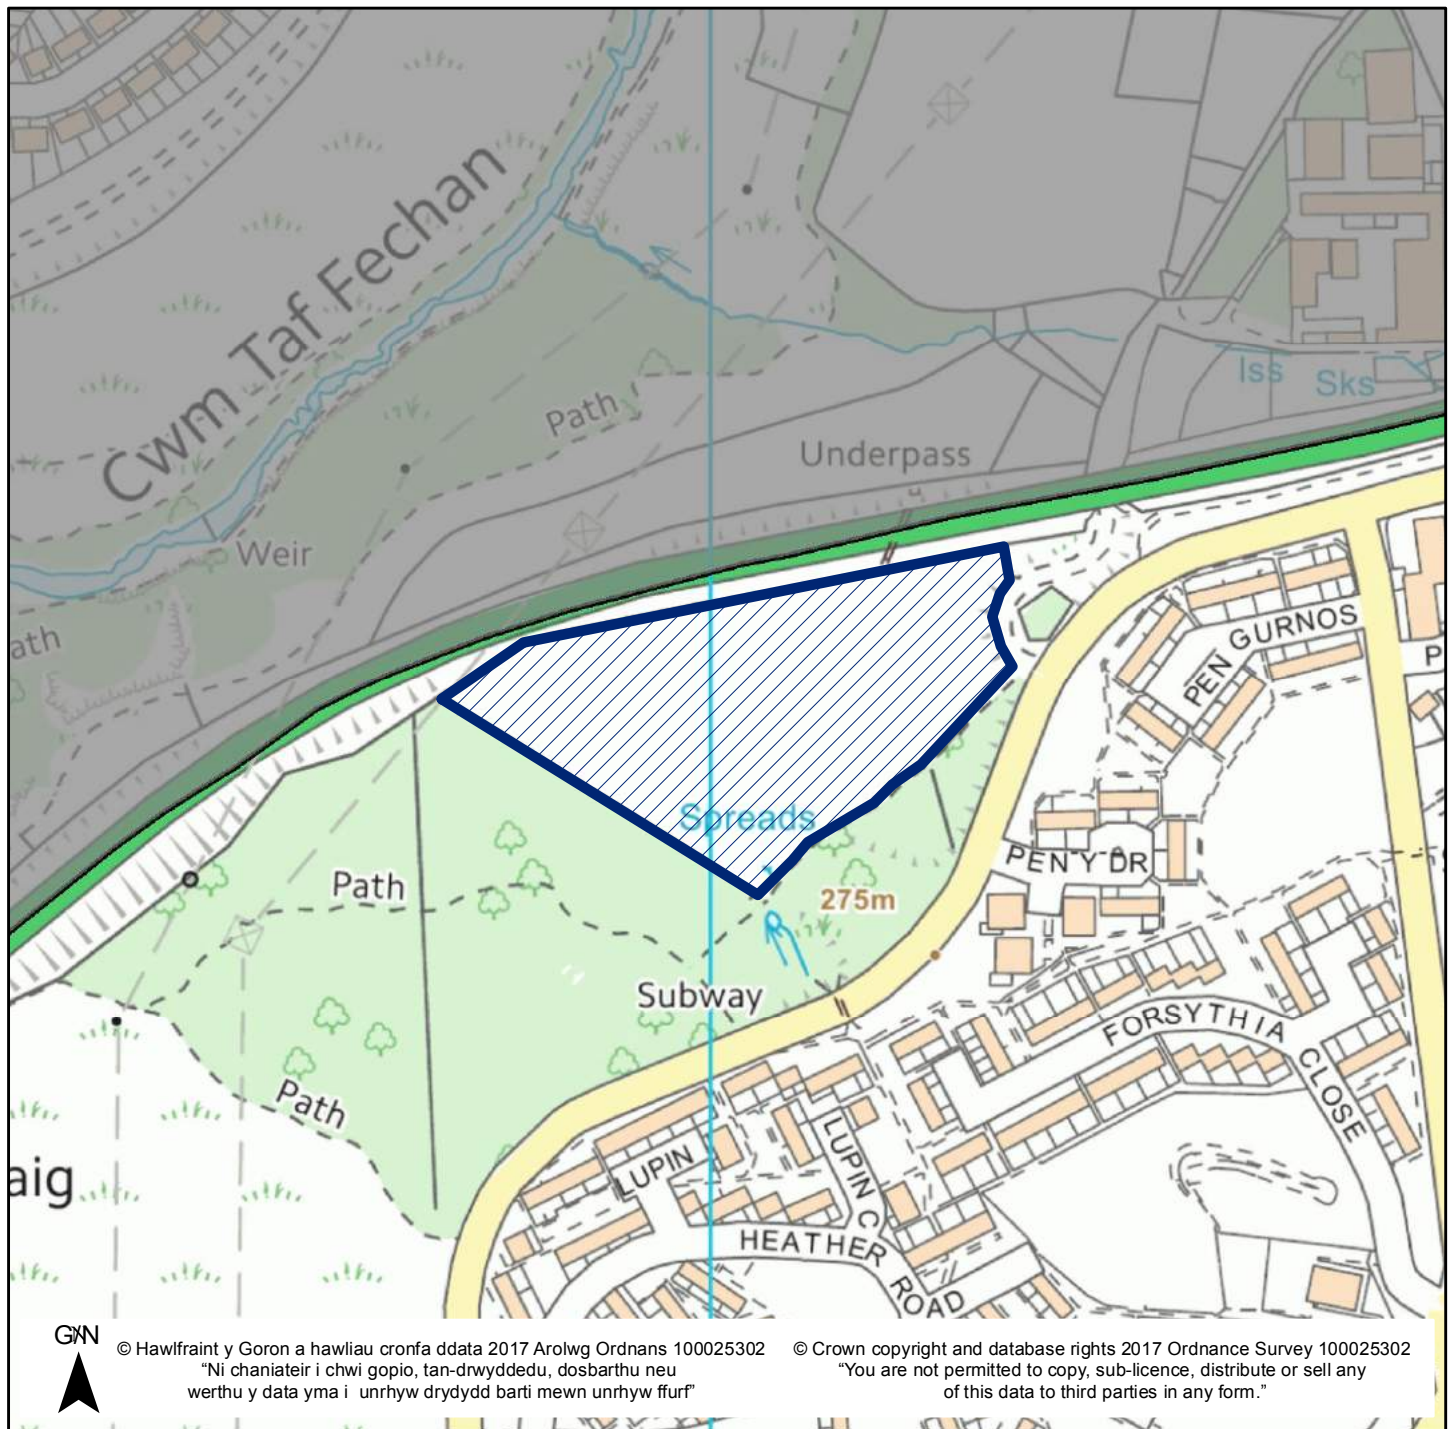 Cwm Taf Fechan
Iss
Sks
Path
Underpass
Weir
ath
PEN GURNOS
P
Spreads
PEN Y DR
Path
275m
Subway
FORSYTHIA CLOSE
Path
LUPIN
LUPIN C
aig
HEATHER ROAD
© Hawlfraint y Goron a hawliau cronfa ddata 2017 Arolwg Ordnans 100025302
“Ni chaniateir i chwi gopio, tan-drwyddedu, dosbarthu neu
werthu y data yma i unrhyw drydydd barti mewn unrhyw ffurf”
© Crown copyright and database rights 2017 Ordnance Survey 100025302
“You are not permitted to copy, sub-licence, distribute or sell any
of this data to third parties in any form.”